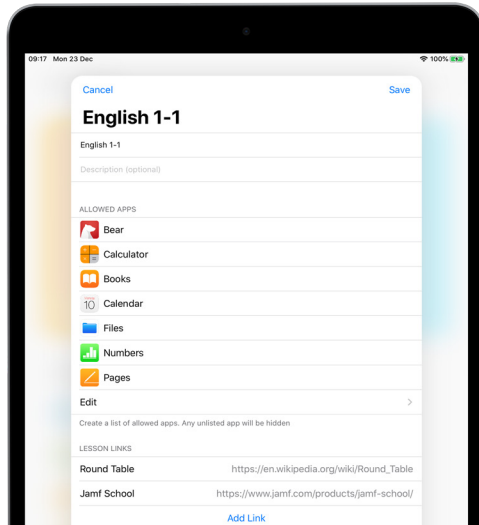 09:17 Mon 23 Dec 100%
Cancel Save
English 1-1
English 1-1
Description (optional)
ALLOWED APPS
Bear
Calculator
Books
10 Calendar
Files
Numbers
Pages
Edit
Create a list of allowed apps. Any unlisted app will be hidden
LESSON LINKS
Round Table https://en.wikipedia.org/wiki/Round_Table
Jamf School https://www.jamf.com/products/jamf-school/
Add Link